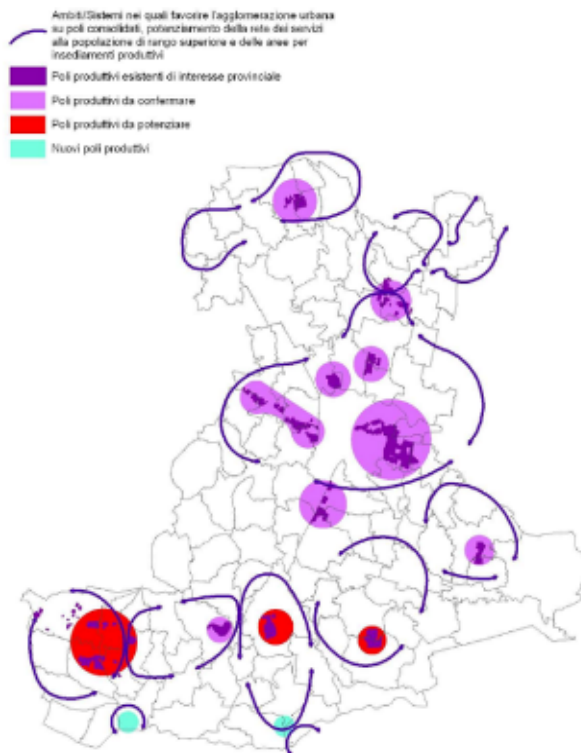 Ambiti/Sistemi nei quali favorire l'agglomerazione urbana
su poli consolidati, potenziamento della rete dei servizi
alla popolazione di rango superiore e delle aree per
insediamenti produttivi
Poli produttivi esistenti di interesse provinciale
Poli produttivi da confermare
Poli produttivi da potenziare
Nuovi poli produttivi